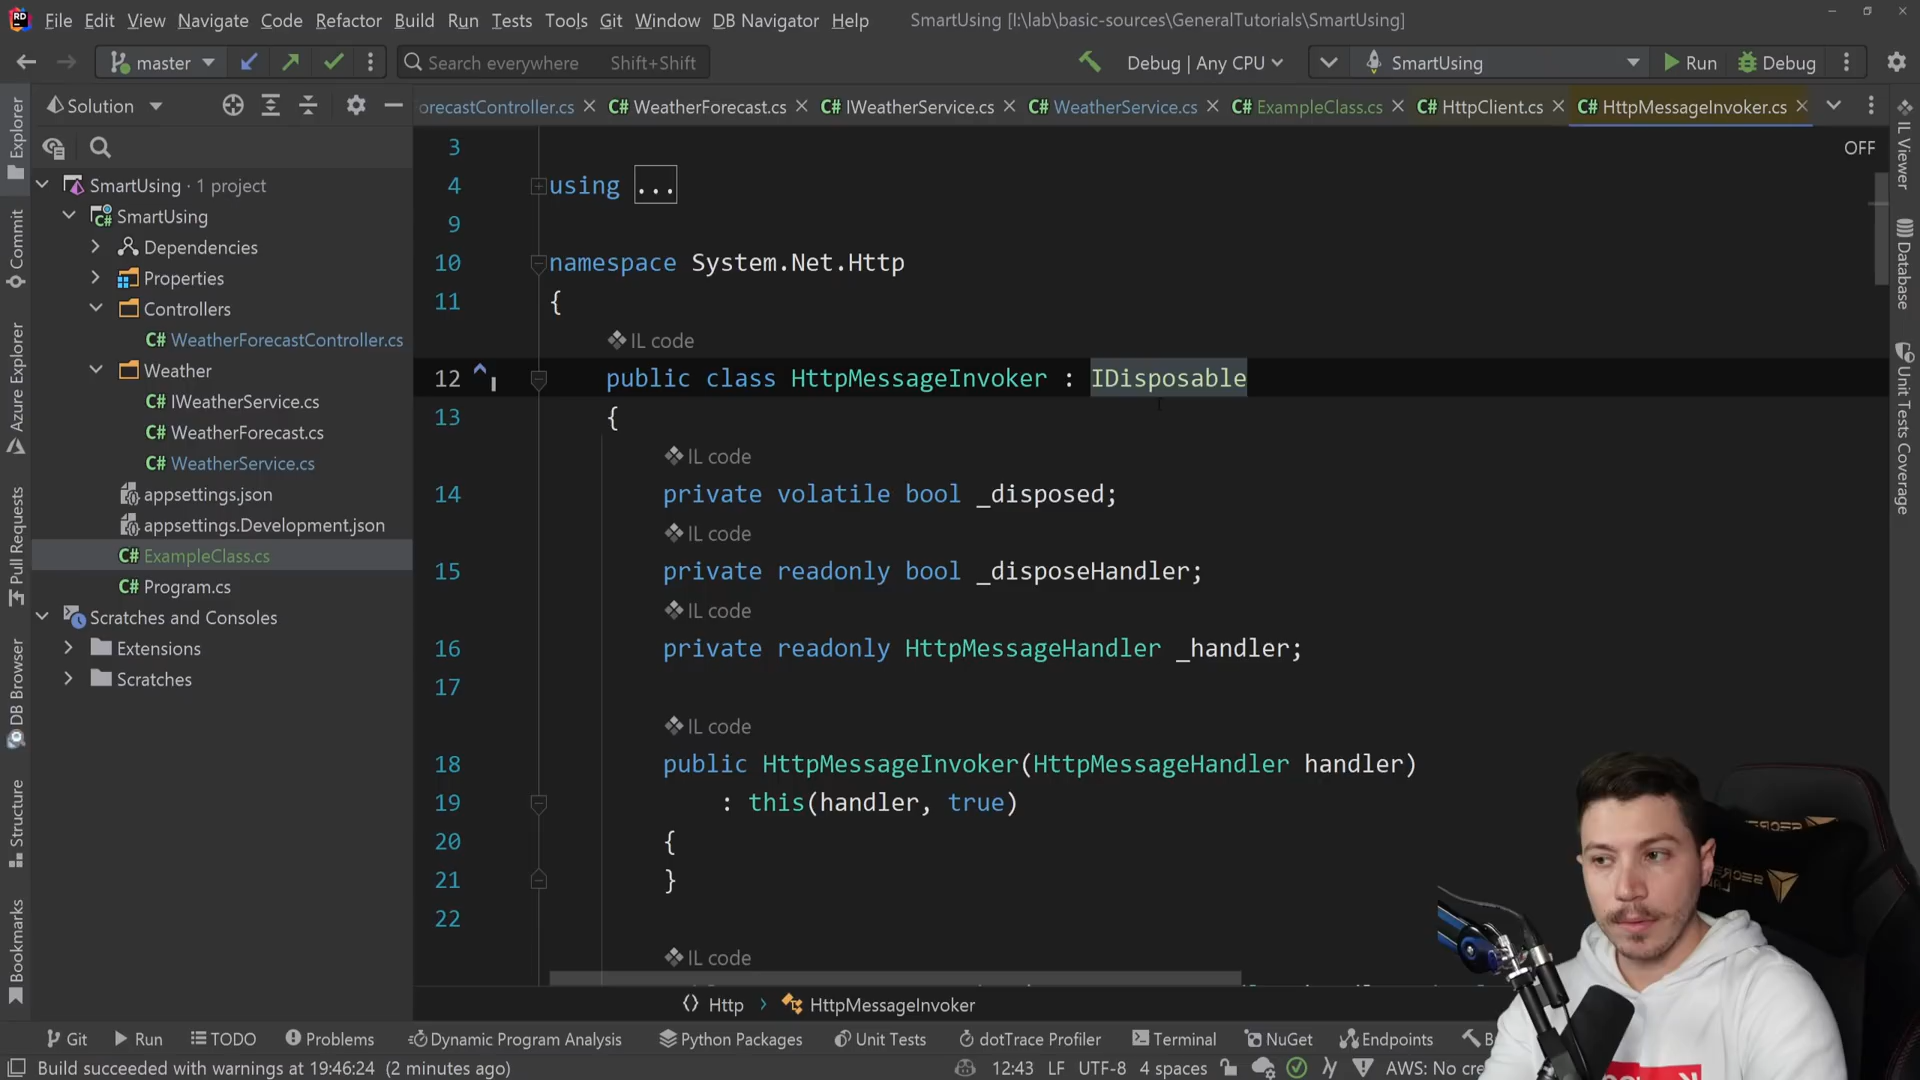 File Edit View Navigate Code Refactor Build Run Tests Tools Git Window DB Navigator Help SmartUsing [I:\lab\basic-sources\GeneralTutorials\SmartUsing]
master Search everywhere Shift+Shift Debug | Any CPU SmartUsing Run Debug
Solution
orecastController.cs C# WeatherForecast.cs C# IWeatherService.cs C# WeatherService.cs C# ExampleClass.cs C# HttpClient.cs C# HttpMessageInvoker.cs
OFF
SmartUsing · 1 project
SmartUsing
Dependencies
Properties
Controllers
C# WeatherForecastController.cs
Weather
C# IWeatherService.cs
C# WeatherForecast.cs
C# WeatherService.cs
appsettings.json
appsettings.Development.json
C# ExampleClass.cs
C# Program.cs
Scratches and Consoles
Extensions
Scratches
Explorer
Commit
Azure Explorer
Pull Requests
DB Browser
Structure
Bookmarks
3
4 using ...
9
10 namespace System.Net.Http
11 {
IL code
12 public class HttpMessageInvoker : IDisposable
13 {
IL code
14 private volatile bool _disposed;
IL code
15 private readonly bool _disposeHandler;
IL code
16 private readonly HttpMessageHandler _handler;
17
IL code
18 public HttpMessageInvoker(HttpMessageHandler handler)
19 : this(handler, true)
20 {
21 }
22
IL code
IL Viewer
Database
Unit Tests Coverage
Http HttpMessageInvoker
Git Run TODO Problems Dynamic Program Analysis Python Packages Unit Tests dotTrace Profiler Terminal NuGet Endpoints
Build succeeded with warnings at 19:46:24 (2 minutes ago) 12:43 LF UTF-8 4 spaces AWS: No cre